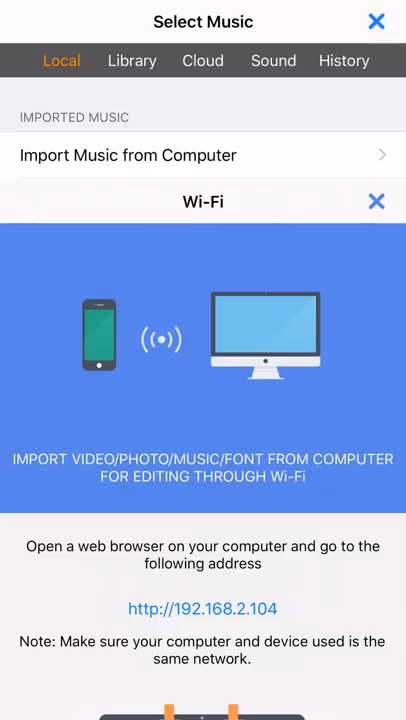 Select Music
Local Library Cloud Sound History
IMPORTED MUSIC
Import Music from Computer
Wi-Fi
IMPORT VIDEO/PHOTO/MUSIC/FONT FROM COMPUTER
FOR EDITING THROUGH Wi-Fi
Open a web browser on your computer and go to the
following address
http://192.168.2.104
Note: Make sure your computer and device used is the
same network.